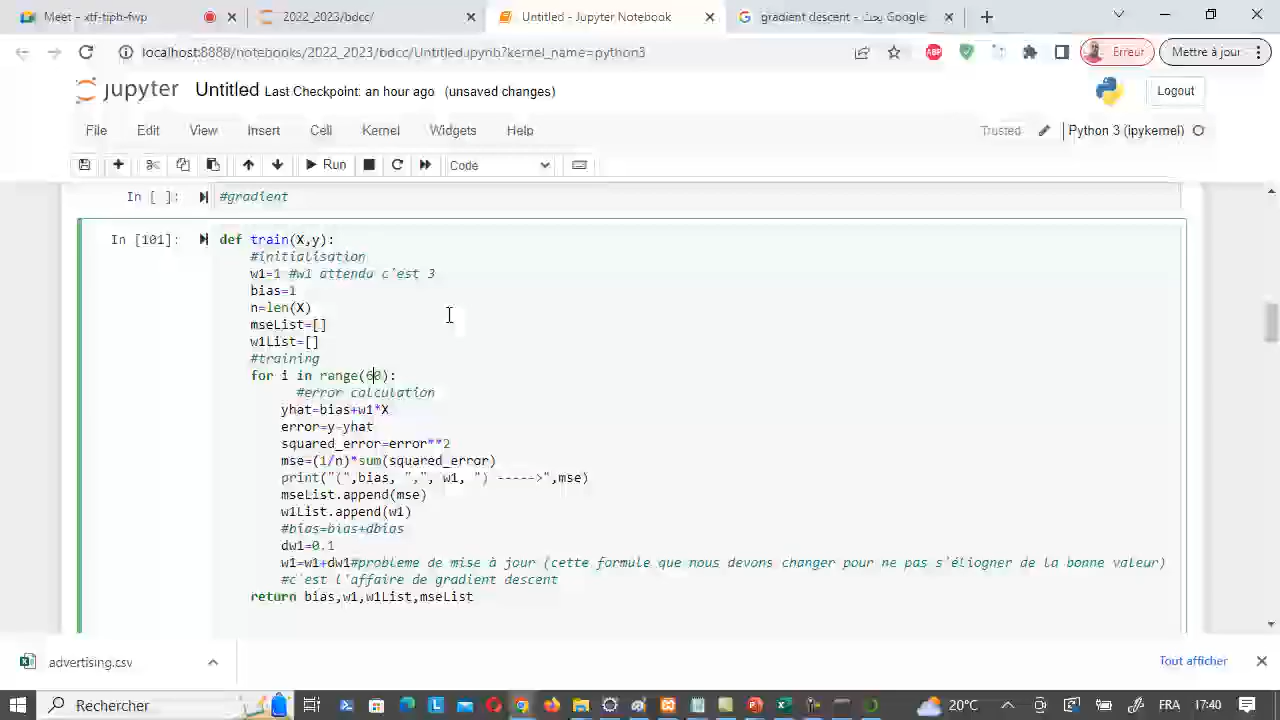 Meet - xtf-tjph-fwp
2022_2023/bdcc/
Untitled - Jupyter Notebook
gradient descent - Google
localhost:8888/notebooks/2022_2023/bdcc/Untitled.ipynb?kernel_name=python3
ABP
Erreur
Mettre à jour
jupyter Untitled Last Checkpoint: an hour ago (unsaved changes)
Logout
File Edit View Insert Cell Kernel Widgets Help
Trusted Python 3 (ipykernel)
Run Code
In [ ]: #gradient
In [101]: def train(X,y):
#initialisation
w1=1 #w1 attendu c'est 3
bias=1
n=len(X)
mseList=[]
w1List=[]
#training
for i in range(60):
#error calculation
yhat=bias+w1*X
error=y-yhat
squared_error=error**2
mse=(1/n)*sum(squared_error)
print("(",bias, ",", w1, ") ----->",mse)
mseList.append(mse)
w1List.append(w1)
#bias=bias+dbias
dw1=0.1
w1=w1+dw1#probleme de mise à jour (cette formule que nous devons changer pour ne pas s'éliogner de la bonne valeur)
#c'est l'affaire de gradient descent
return bias,w1,w1List,mseList
advertising.csv
Tout afficher
Rechercher
20°C
FRA
17:40